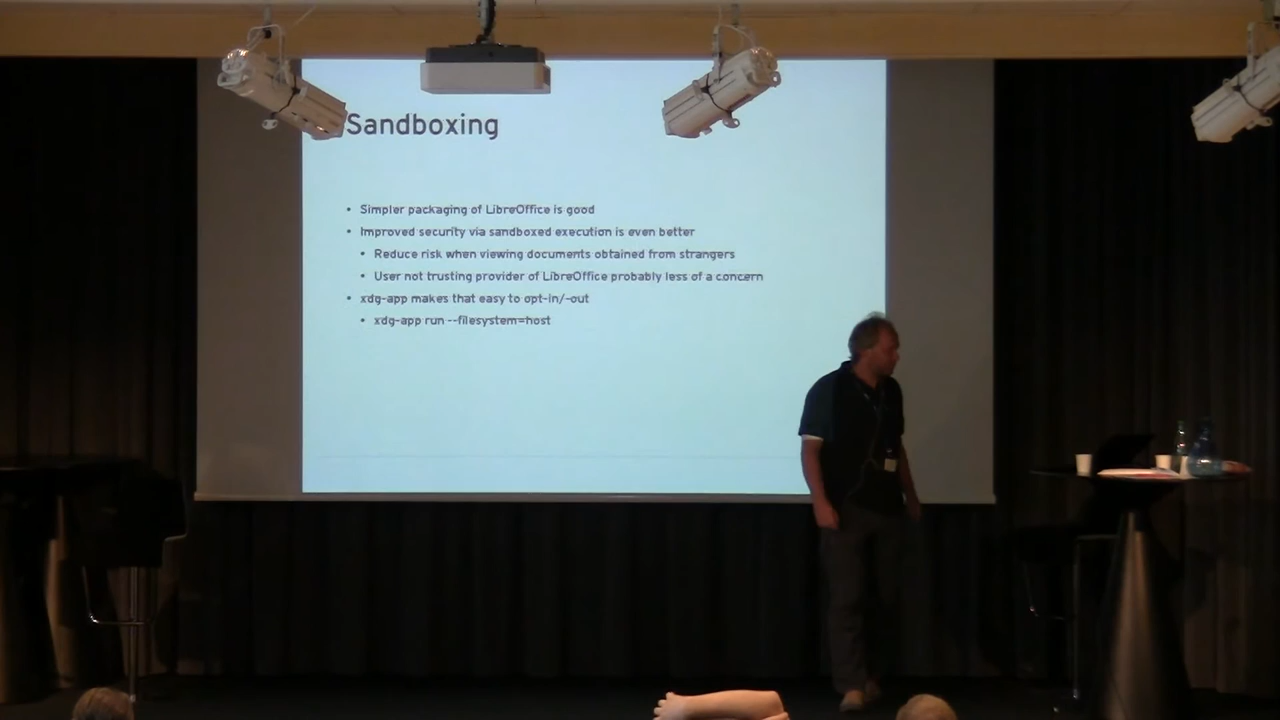 Sandboxing
• Simpler packaging of LibreOffice is good
• Improved security via sandboxed execution is even better
• Reduce risk when viewing documents obtained from strangers
• User not trusting provider of LibreOffice probably less of a concern
• xdg-app makes that easy to opt-in/-out
• xdg-app run --filesystem=host